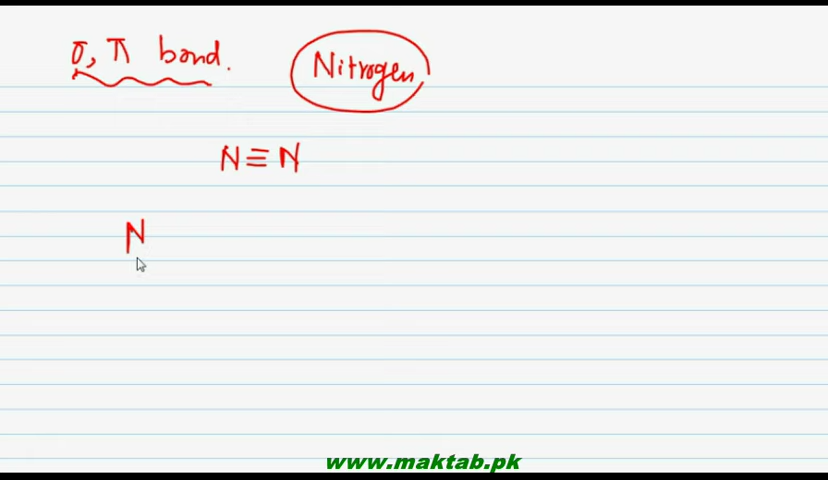 σ, π bond.
Nitrogen
N≡N
N
www.maktab.pk